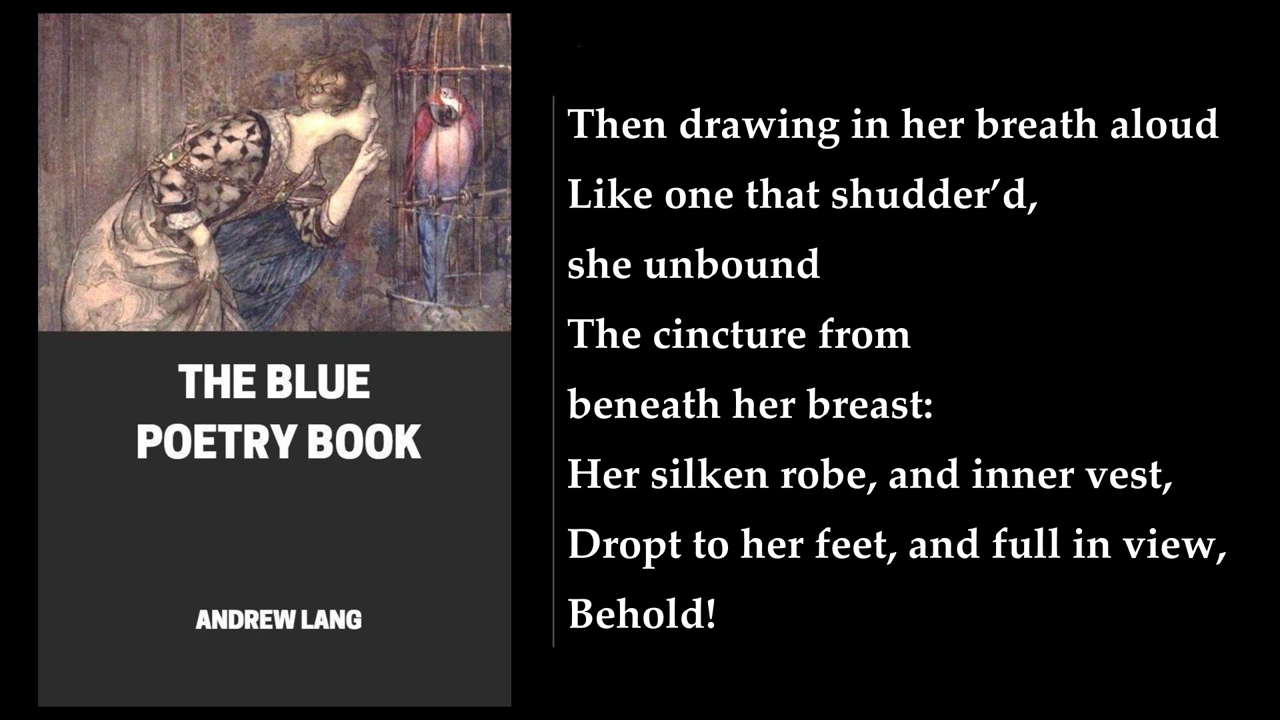 THE BLUE
POETRY BOOK
ANDREW LANG
Then drawing in her breath aloud
Like one that shudder’d,
she unbound
The cincture from
beneath her breast:
Her silken robe, and inner vest,
Dropt to her feet, and full in view,
Behold!